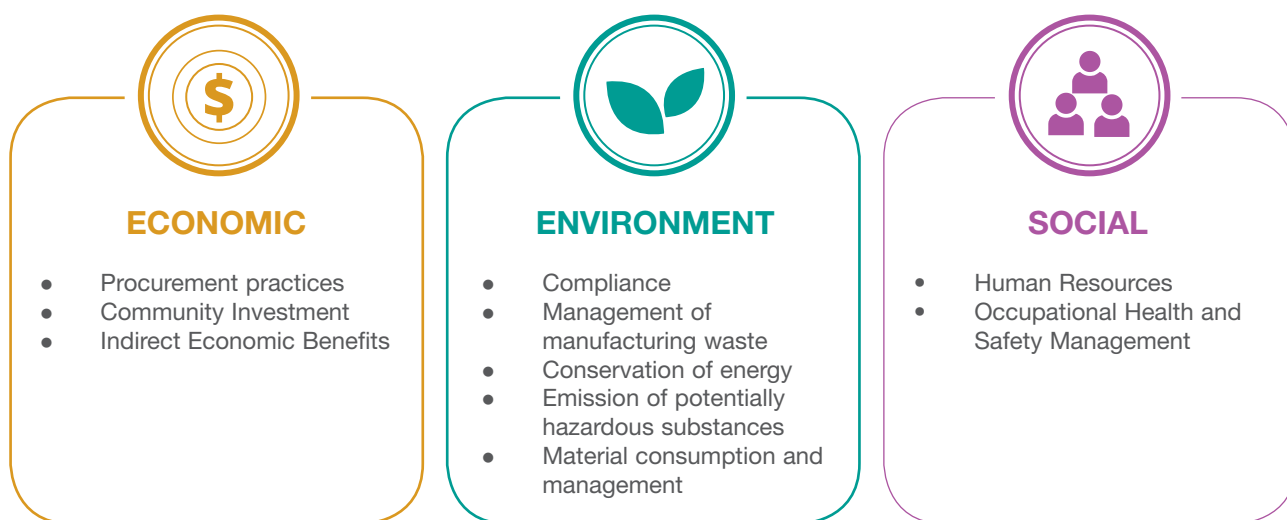 $
ECONOMIC
● Procurement practices
● Community Investment
● Indirect Economic Benefits
ENVIRONMENT
● Compliance
● Management of
manufacturing waste
● Conservation of energy
● Emission of potentially
hazardous substances
● Material consumption and
management
SOCIAL
● Human Resources
● Occupational Health and
Safety Management